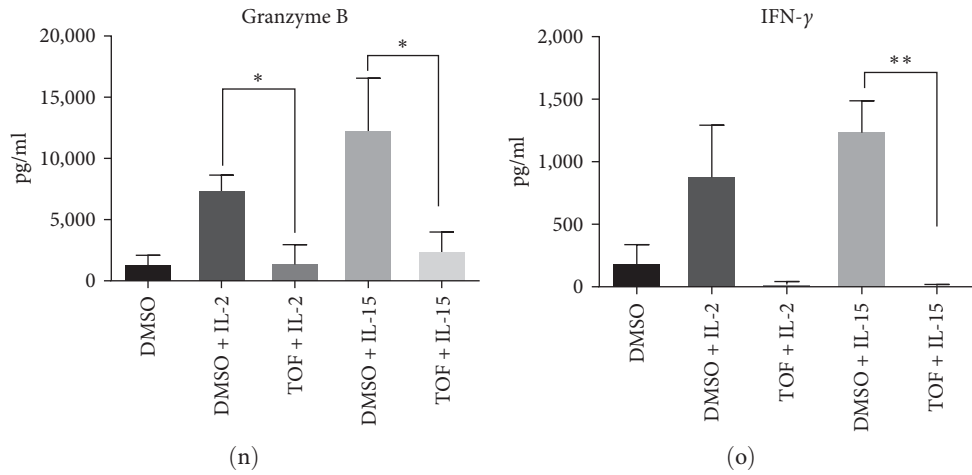 Granzyme B
20,000
15,000
10,000
5,000
0
pg/ml
*
*
DMSO
DMSO + IL-2
TOF + IL-2
DMSO + IL-15
TOF + IL-15
(n)
IFN-γ
2,000
1,500
1,000
500
0
pg/ml
**
DMSO
DMSO + IL-2
TOF + IL-2
DMSO + IL-15
TOF + IL-15
(o)